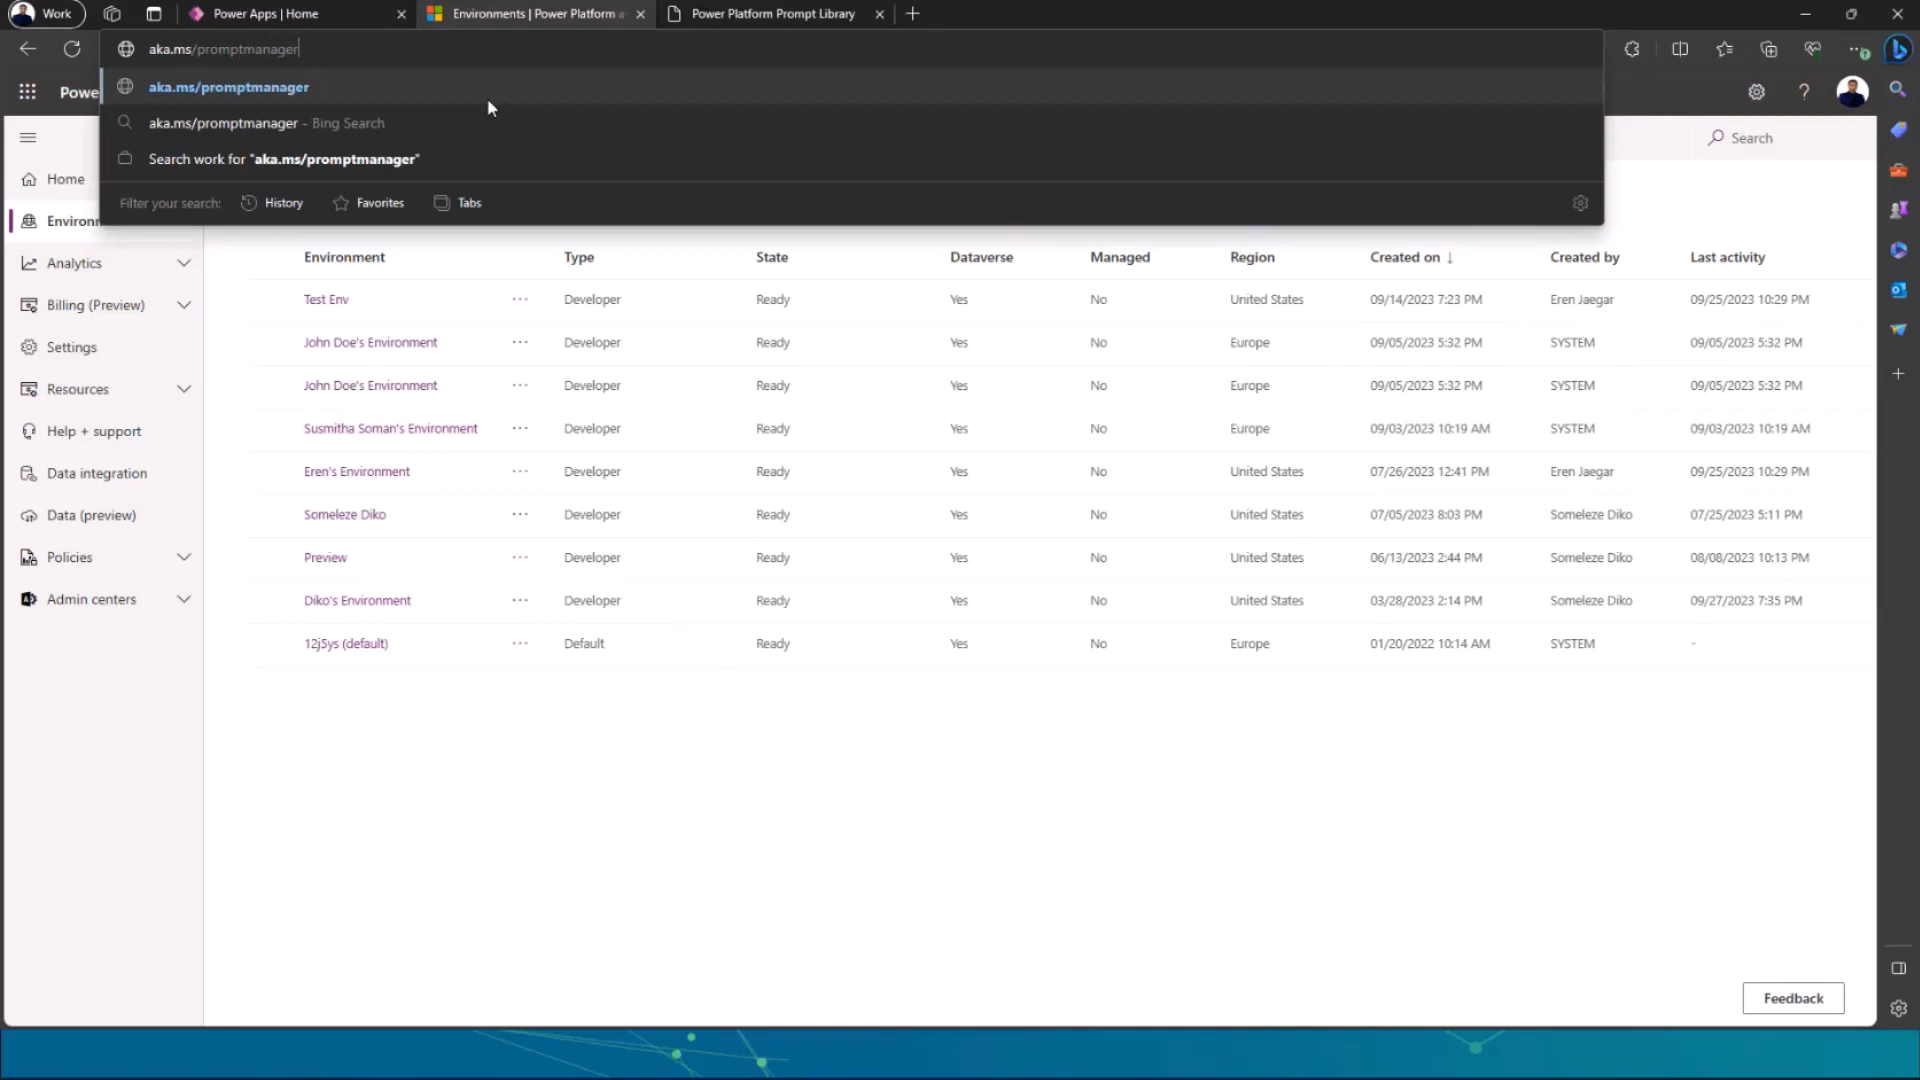 Work
Power Apps | Home
Environments | Power Platform
Power Platform Prompt Library
aka.ms/promptmanager
aka.ms/promptmanager
aka.ms/promptmanager - Bing Search
Search work for "aka.ms/promptmanager"
Filter your search:
History
Favorites
Tabs
Search
Home
Analytics
Billing (Preview)
Settings
Resources
Help + support
Data integration
Data (preview)
Policies
Admin centers
Environment Type State Dataverse Managed Region Created on ↓ Created by Last activity
Test Env ··· Developer Ready Yes No United States 09/14/2023 7:23 PM Eren Jaegar 09/25/2023 10:29 PM
John Doe's Environment ··· Developer Ready Yes No Europe 09/05/2023 5:32 PM SYSTEM 09/05/2023 5:32 PM
John Doe's Environment ··· Developer Ready Yes No Europe 09/05/2023 5:32 PM SYSTEM 09/05/2023 5:32 PM
Susmitha Soman's Environment ··· Developer Ready Yes No Europe 09/03/2023 10:19 AM SYSTEM 09/03/2023 10:19 AM
Eren's Environment ··· Developer Ready Yes No United States 07/26/2023 12:41 PM Eren Jaegar 09/25/2023 10:29 PM
Someleze Diko ··· Developer Ready Yes No United States 07/05/2023 8:03 PM Someleze Diko 07/25/2023 5:11 PM
Preview ··· Developer Ready Yes No United States 06/13/2023 2:44 PM Someleze Diko 08/08/2023 10:13 PM
Diko's Environment ··· Developer Ready Yes No United States 03/28/2023 2:14 PM Someleze Diko 09/27/2023 7:35 PM
12j5ys (default) ··· Default Ready Yes No Europe 01/20/2022 10:14 AM SYSTEM -
Feedback